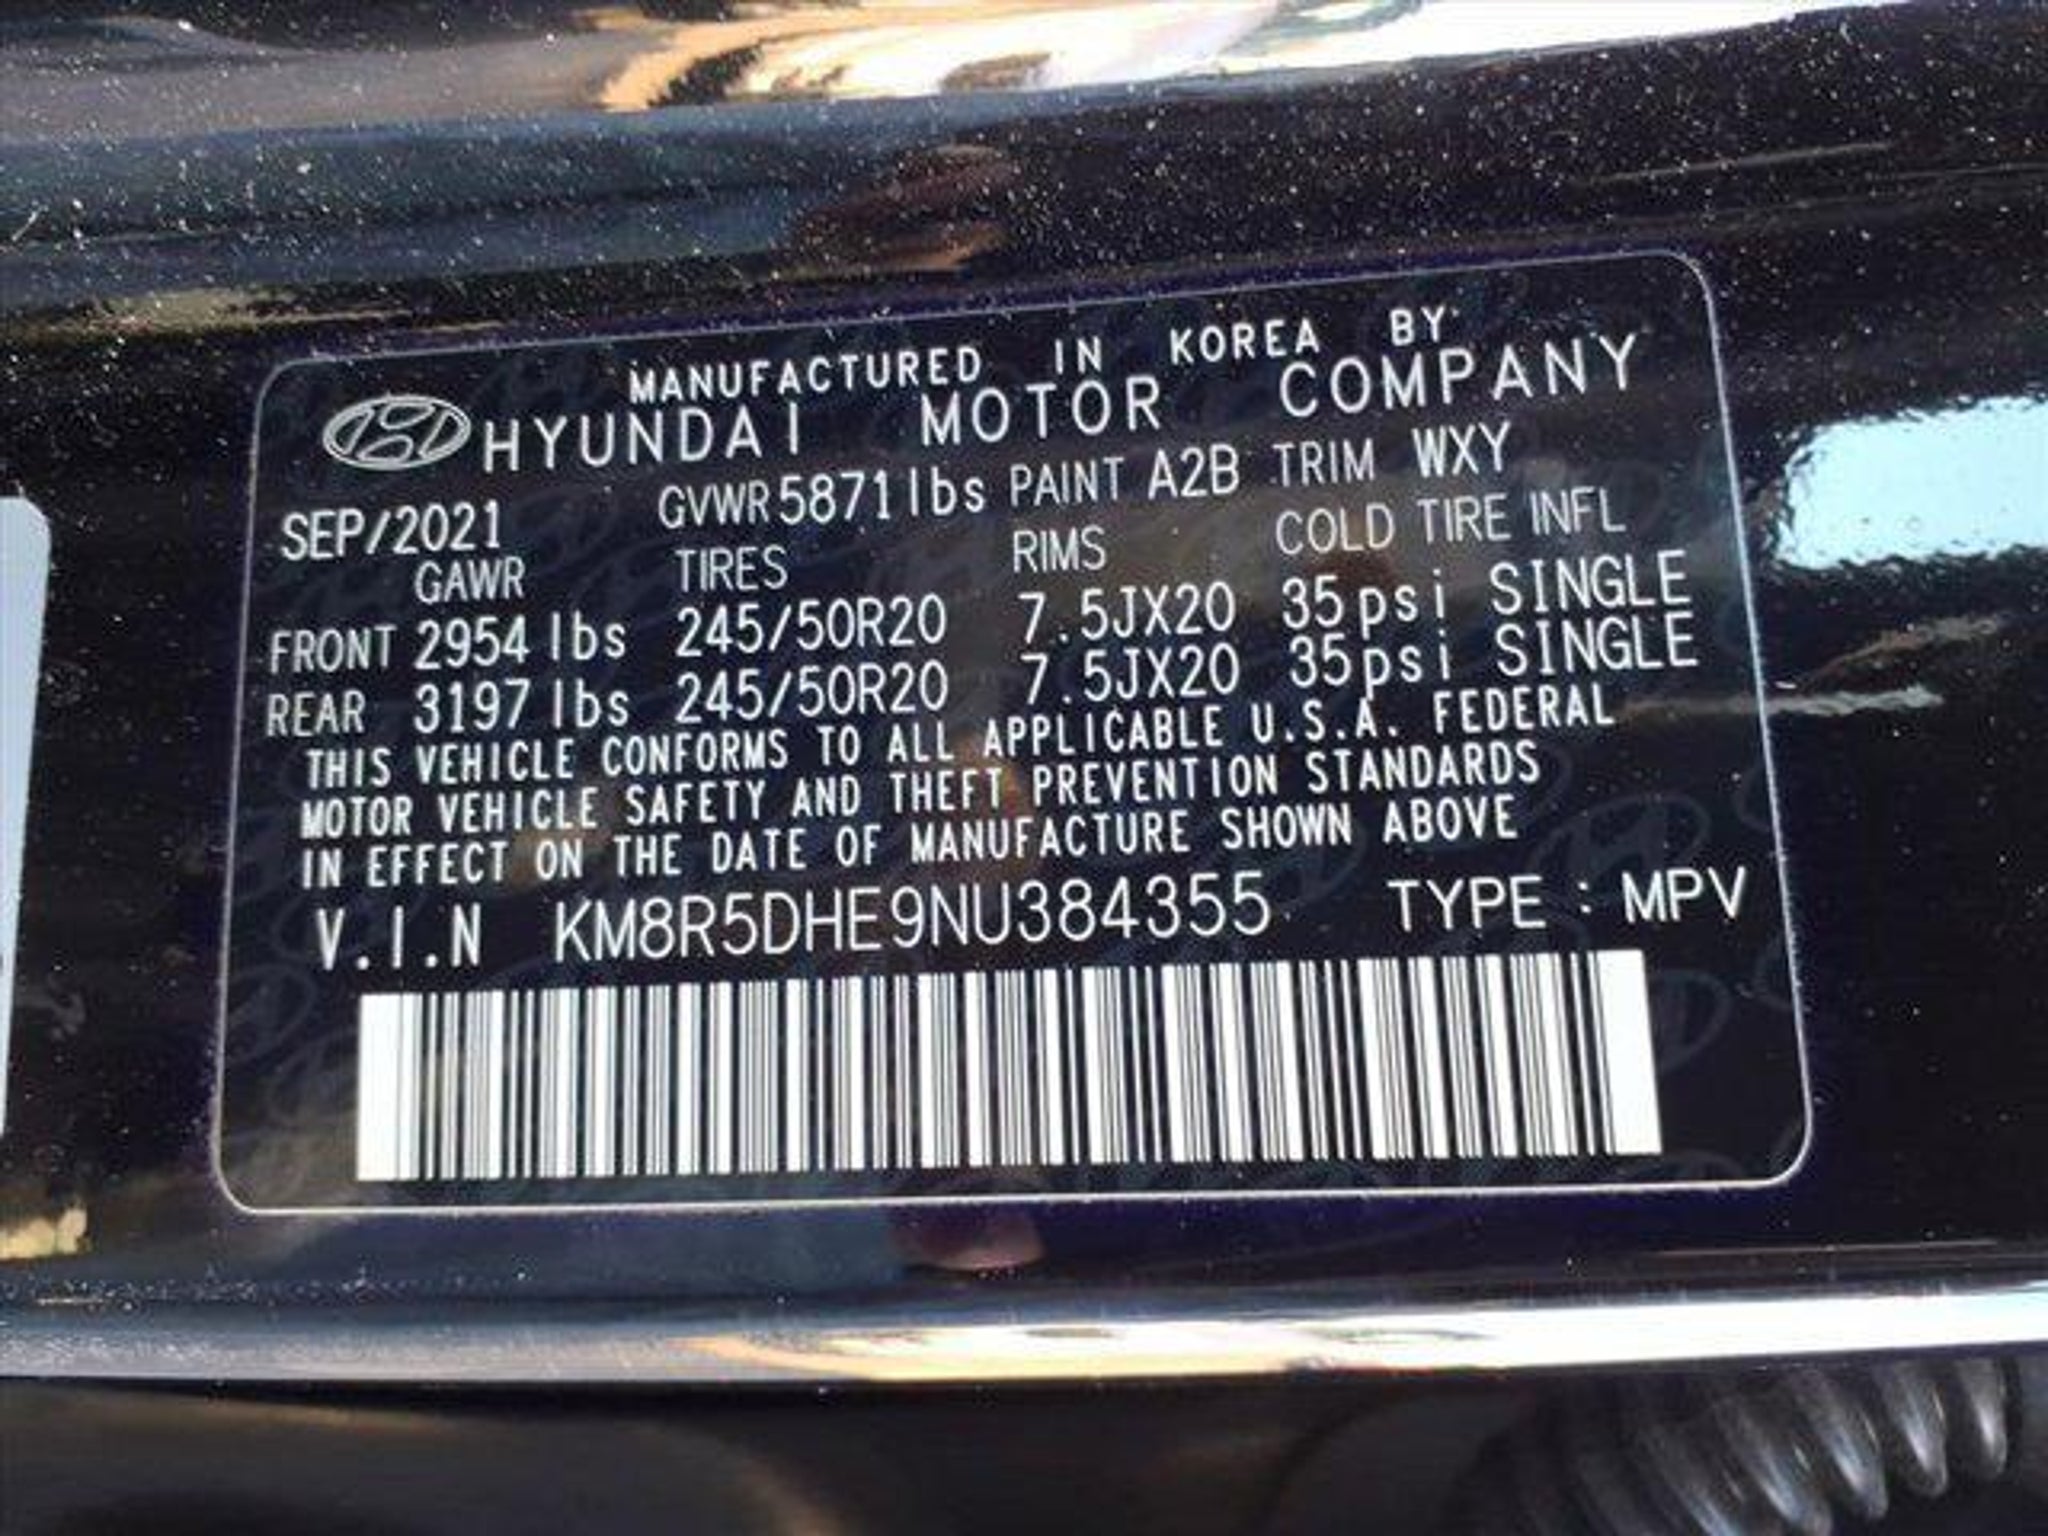 MANUFACTURED IN KOREA BY
HYUNDAI MOTOR COMPANY
SEP/2021 GVWR 5871 lbs PAINT A2B TRIM WXY
GAWR TIRES RIMS COLD TIRE INFL
FRONT 2954 lbs 245/50R20 7.5JX20 35psi SINGLE
REAR 3197 lbs 245/50R20 7.5JX20 35psi SINGLE
THIS VEHICLE CONFORMS TO ALL APPLICABLE U.S.A. FEDERAL
MOTOR VEHICLE SAFETY AND THEFT PREVENTION STANDARDS
IN EFFECT ON THE DATE OF MANUFACTURE SHOWN ABOVE
V.I.N KM8R5DHE9NU384355 TYPE : MPV